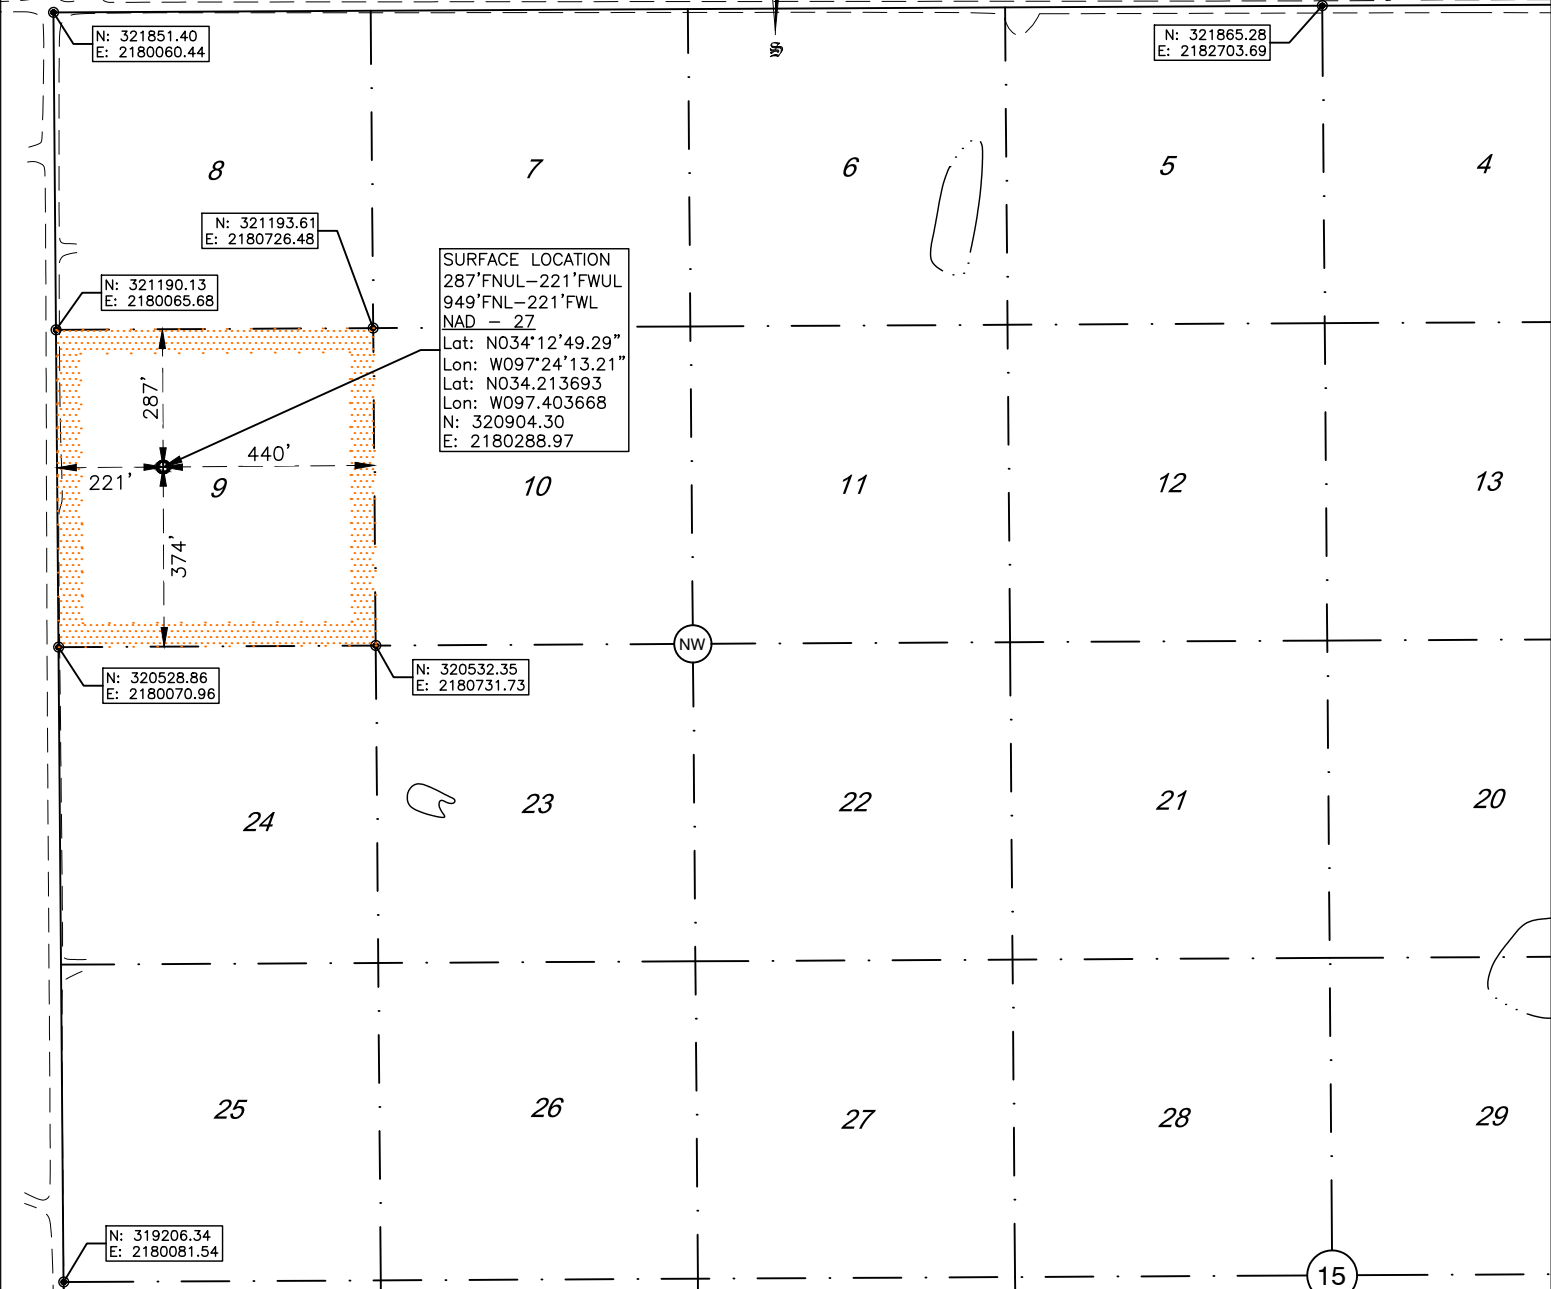 S
N: 321851.40
E: 2180060.44
N: 321865.28
E: 2182703.69
8
7
6
5
4
N: 321193.61
E: 2180726.48
N: 321190.13
E: 2180065.68
SURFACE LOCATION
287'FNUL-221'FWUL
949'FNL-221'FWL
NAD - 27
Lat: N034°12'49.29"
Lon: W097°24'13.21"
Lat: N034.213693
Lon: W097.403668
N: 320904.30
E: 2180288.97
287'
440'
221'
374'
9
10
11
12
13
NW
N: 320528.86
E: 2180070.96
N: 320532.35
E: 2180731.73
24
23
22
21
20
25
26
27
28
29
N: 319206.34
E: 2180081.54
15